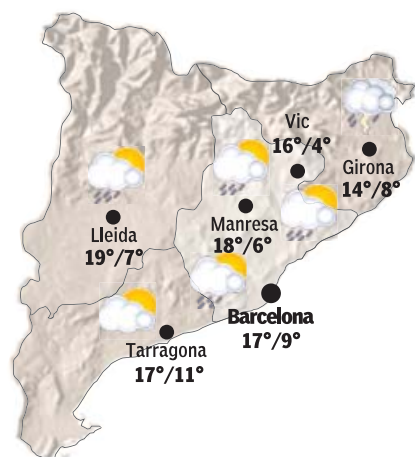 Vic
16°/4°
Girona
14°/8°
Lleida
19°/7°
Manresa
18°/6°
Barcelona
17°/9°
Tarragona
17°/11°